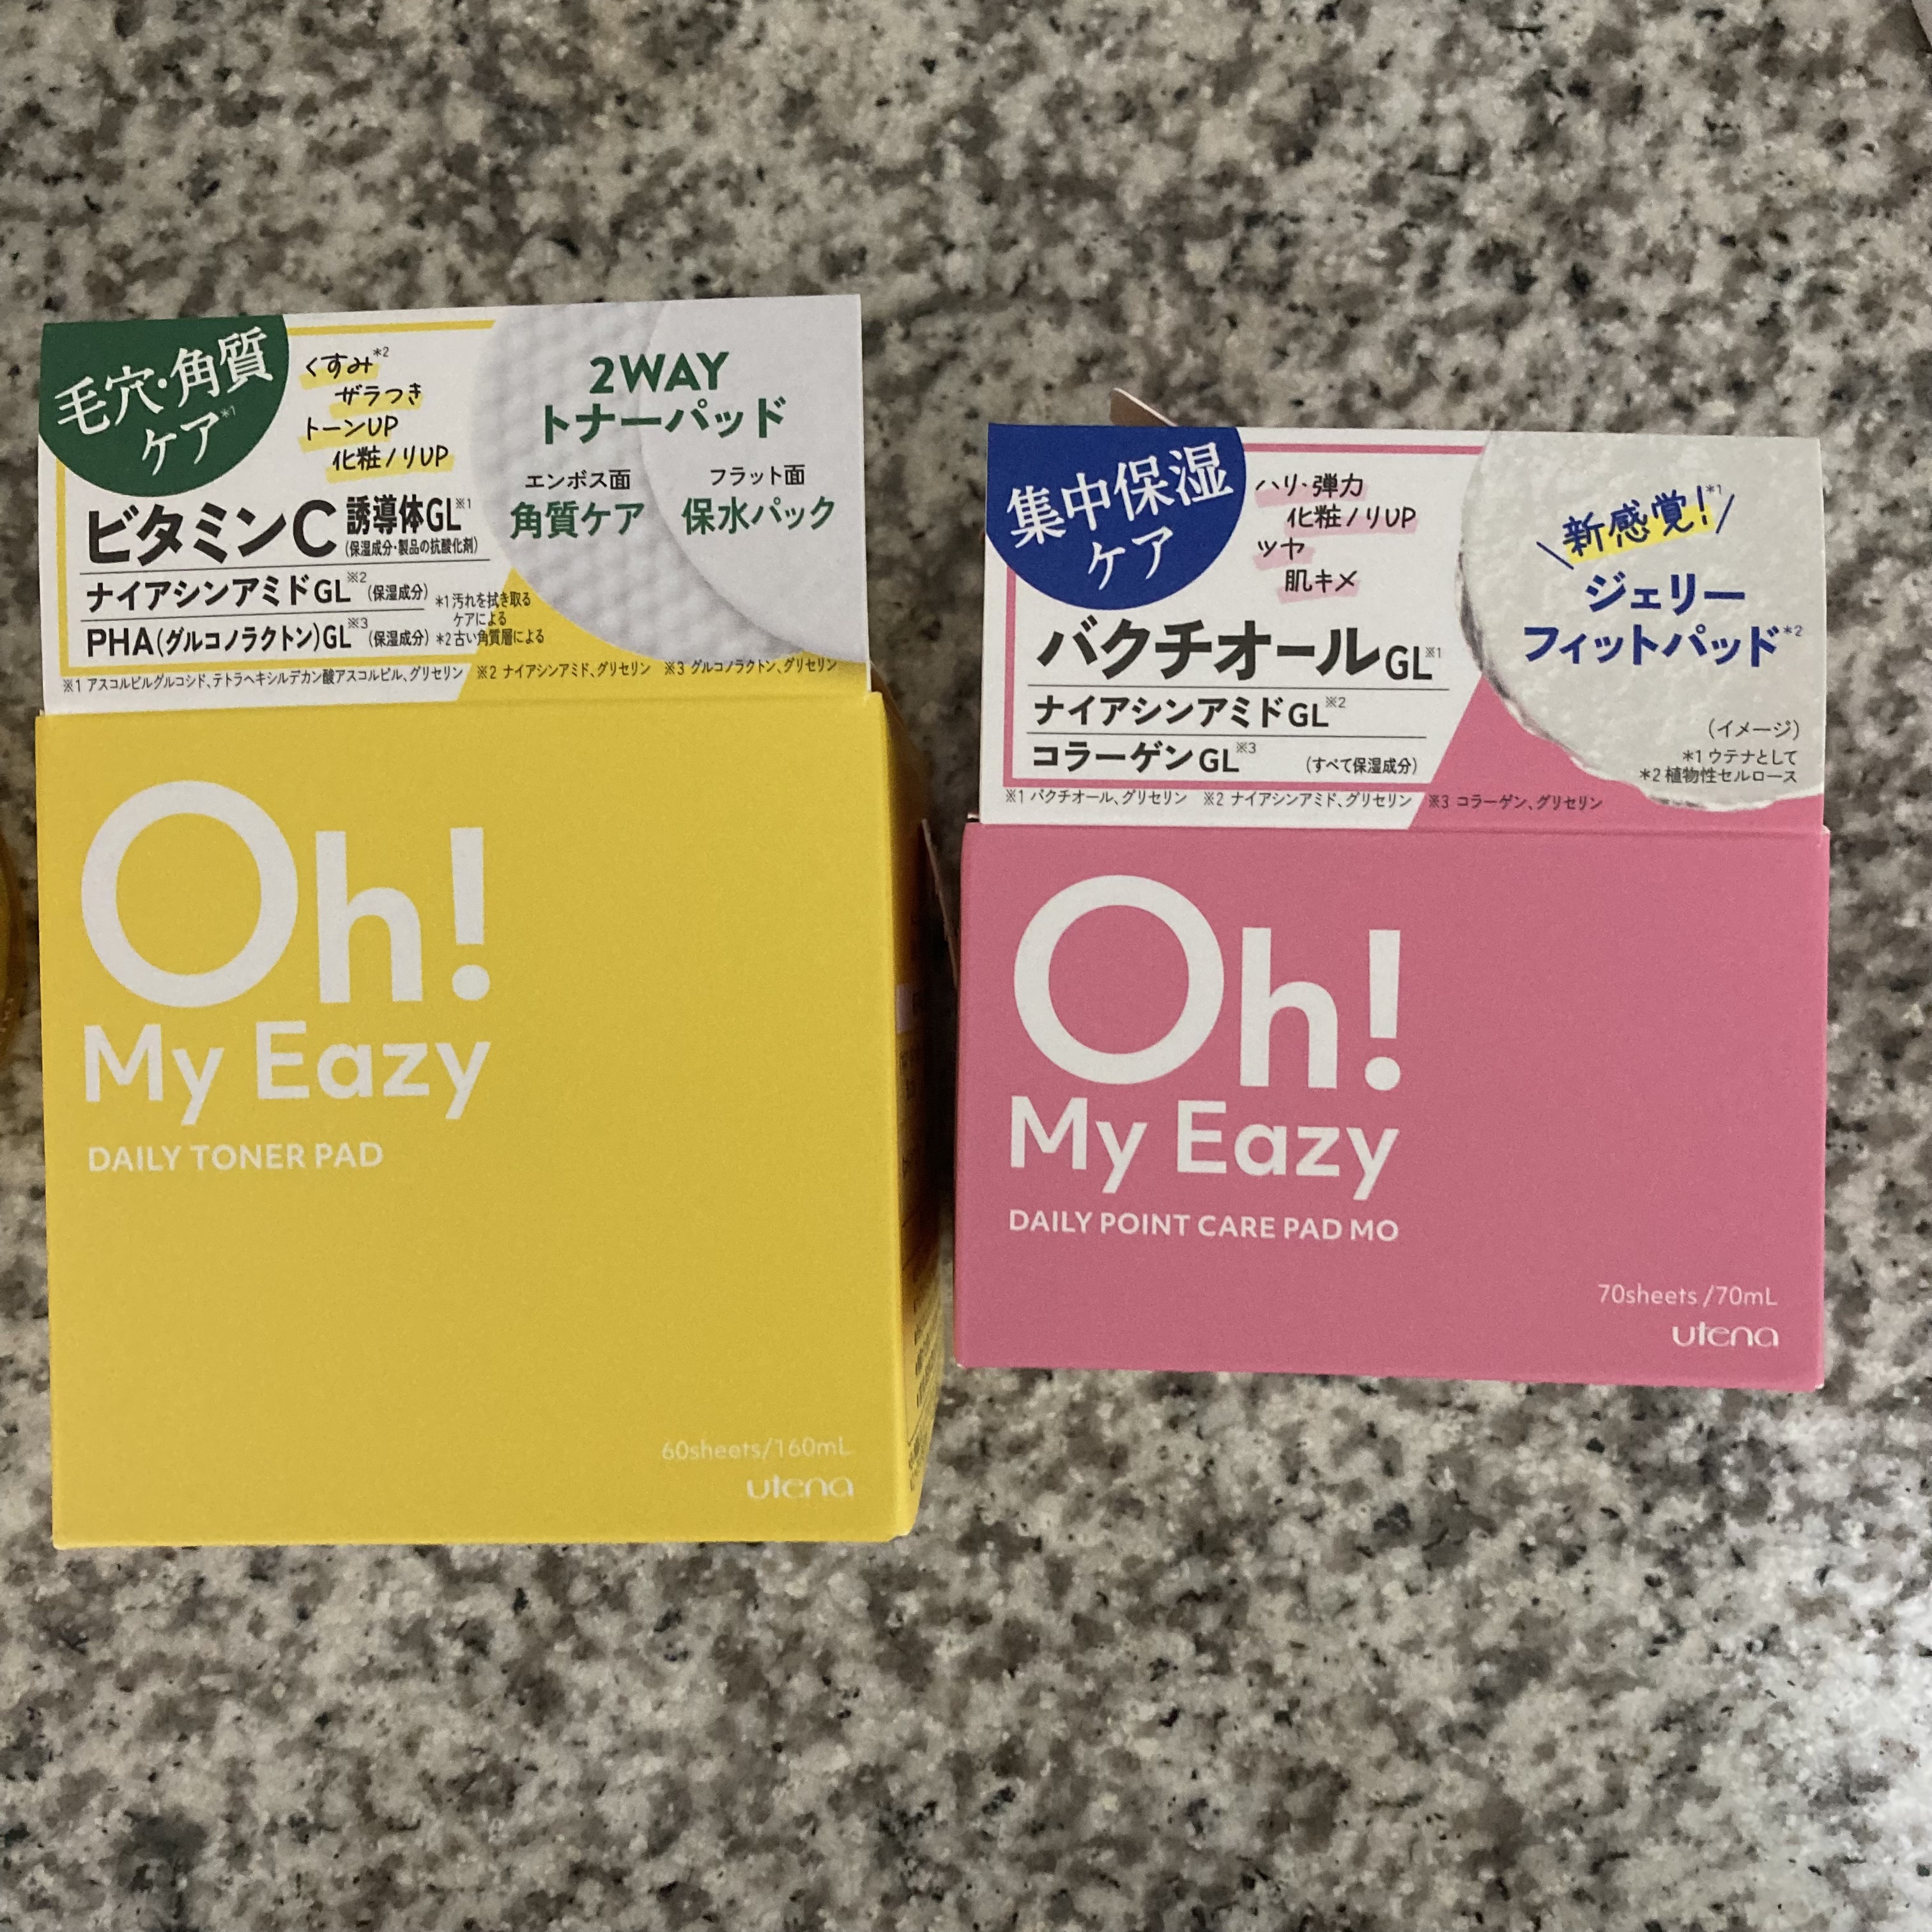 毛穴・角質
ケア*1
くすみ*2
ザラつき
トーンUP
化粧ノリUP
2WAY
トナーパッド
エンボス面
角質ケア
フラット面
保水パック
ビタミンC誘導体GL※1
(保湿成分・製品の抗酸化剤)
ナイアシンアミドGL※2(保湿成分)
PHA(グルコノラクトン)GL※3(保湿成分)
*1 汚れを拭き取る
ケアによる
*2 古い角質層による
※1 アスコルビルグルコシド、テトラヘキシルデカン酸アスコルビル、グリセリン ※2 ナイアシンアミド、グリセリン ※3 グルコノラクトン、グリセリン
Oh!
My Eazy
DAILY TONER PAD
60sheets/160mL
utena
集中保湿
ケア
ハリ・弾力
化粧ノリUP
ツヤ
肌キメ
新感覚!*1
ジェリー
フィットパッド*2
バクチオールGL※1
ナイアシンアミドGL※2
コラーゲンGL※3 (すべて保湿成分)
(イメージ)
*1 ウテナとして
*2 植物性セルロース
※1 バクチオール、グリセリン ※2 ナイアシンアミド、グリセリン ※3 コラーゲン、グリセリン
Oh!
My Eazy
DAILY POINT CARE PAD MO
70sheets /70mL
utena